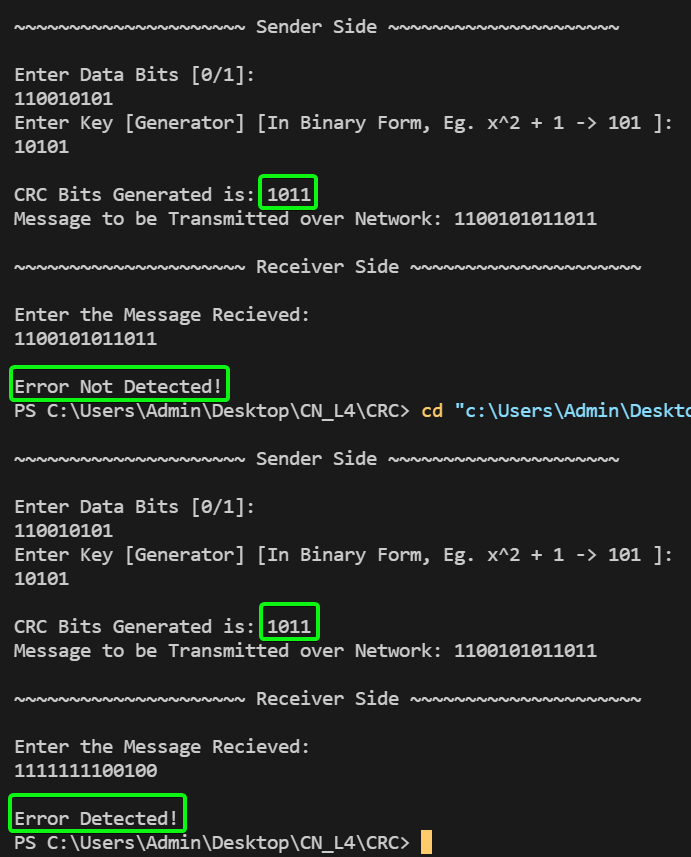 ~~~~~~~~~~~~~~~~~~~~~ Sender Side ~~~~~~~~~~~~~~~~~~~~~
Enter Data Bits [0/1]:
110010101
Enter Key [Generator] [In Binary Form, Eg. x^2 + 1 -> 101 ]:
10101
CRC Bits Generated is: 1011
Message to be Transmitted over Network: 1100101011011
~~~~~~~~~~~~~~~~~~~~~ Receiver Side ~~~~~~~~~~~~~~~~~~~~~
Enter the Message Recieved:
1100101011011
Error Not Detected!
PS C:\Users\Admin\Desktop\CN_L4\CRC> cd "c:\Users\Admin\Deskto
~~~~~~~~~~~~~~~~~~~~~ Sender Side ~~~~~~~~~~~~~~~~~~~~~
Enter Data Bits [0/1]:
110010101
Enter Key [Generator] [In Binary Form, Eg. x^2 + 1 -> 101 ]:
10101
CRC Bits Generated is: 1011
Message to be Transmitted over Network: 1100101011011
~~~~~~~~~~~~~~~~~~~~~ Receiver Side ~~~~~~~~~~~~~~~~~~~~~
Enter the Message Recieved:
1111111100100
Error Detected!
PS C:\Users\Admin\Desktop\CN_L4\CRC>